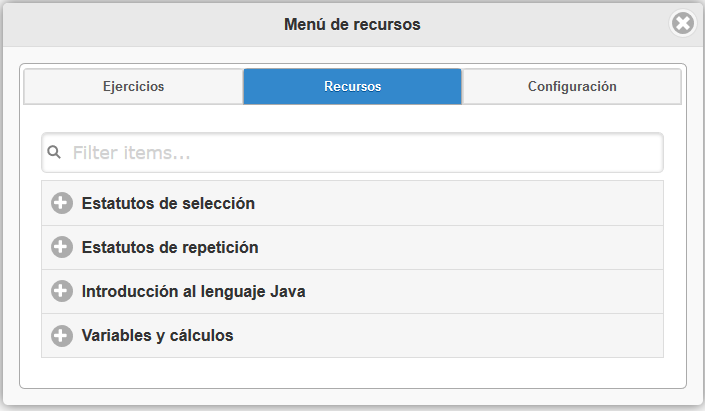 Menú de recursos
Ejercicios
Recursos
Configuración
Filter items...
Estatutos de selección
Estatutos de repetición
Introducción al lenguaje Java
Variables y cálculos